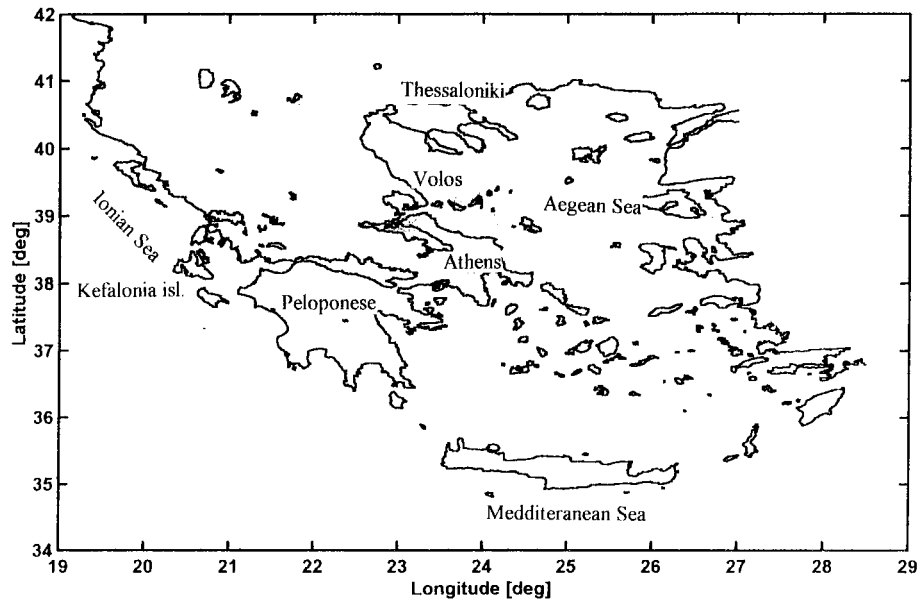 42
41
40
39
38
37
36
35
34
Latitude [deg]
Thessaloniki
Volos
Aegean Sea
Ionian Sea
Athens
Kefalonia isl.
Peloponese
Medditeranean Sea
19 20 21 22 23 24 25 26 27 28 29
Longitude [deg]